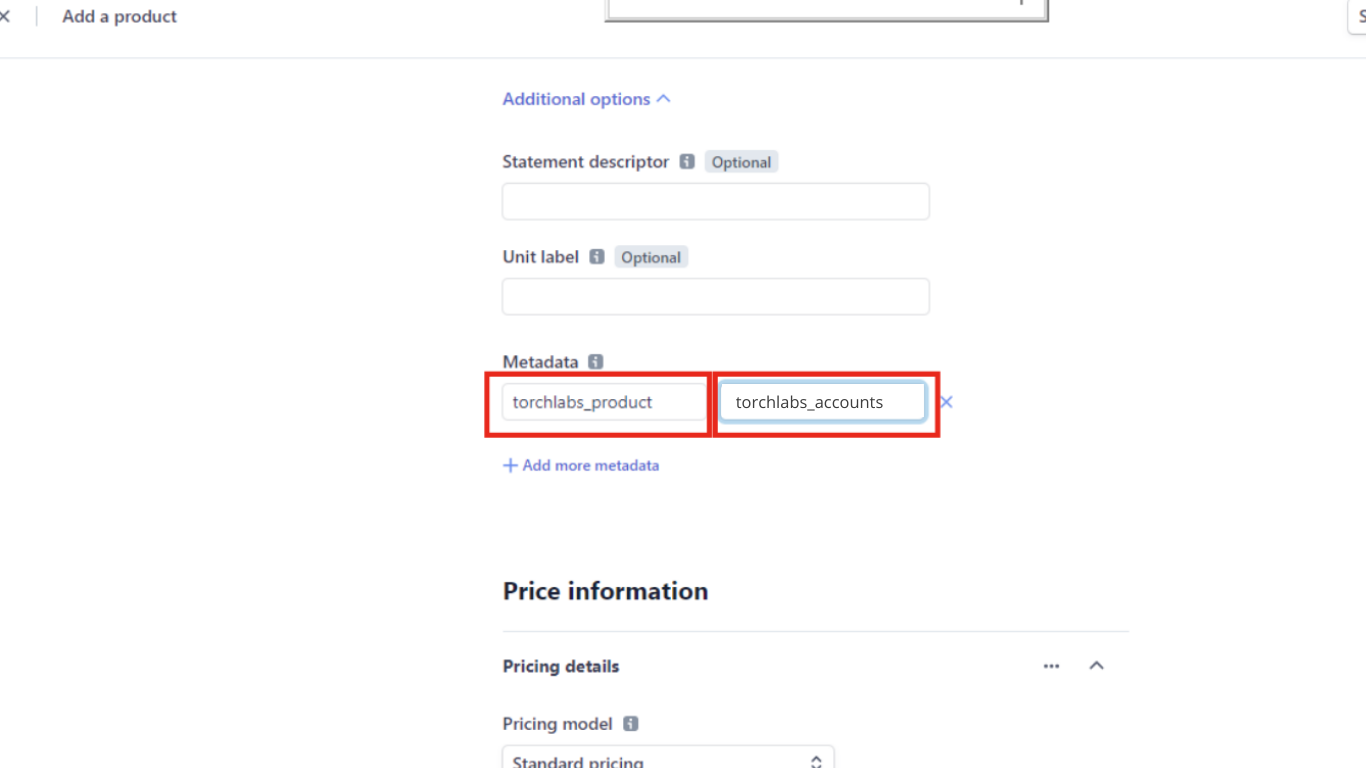 Add a product
Additional options
Statement descriptor Optional
Unit label Optional
Metadata
torchlabs_product torchlabs_accounts
+ Add more metadata
Price information
Pricing details
Pricing model
Standard pricing